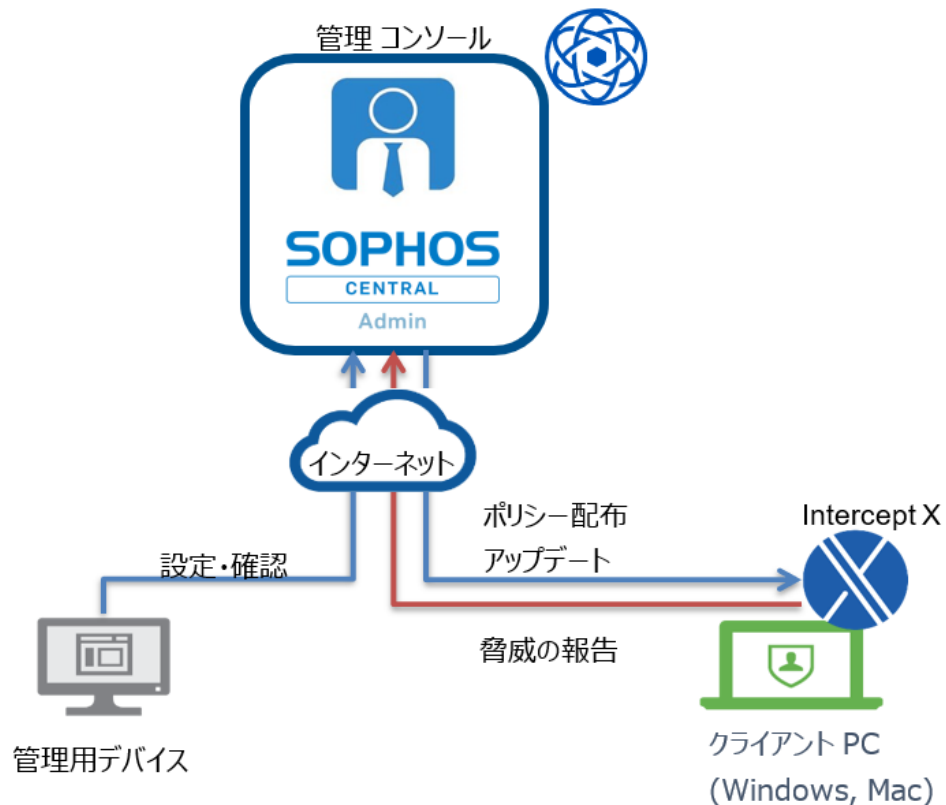 管理 コンソール
SOPHOS
CENTRAL
Admin
インターネット
ポリシー配布
アップデート
Intercept X
設定・確認
脅威の報告
管理用デバイス
クライアント PC
(Windows, Mac)